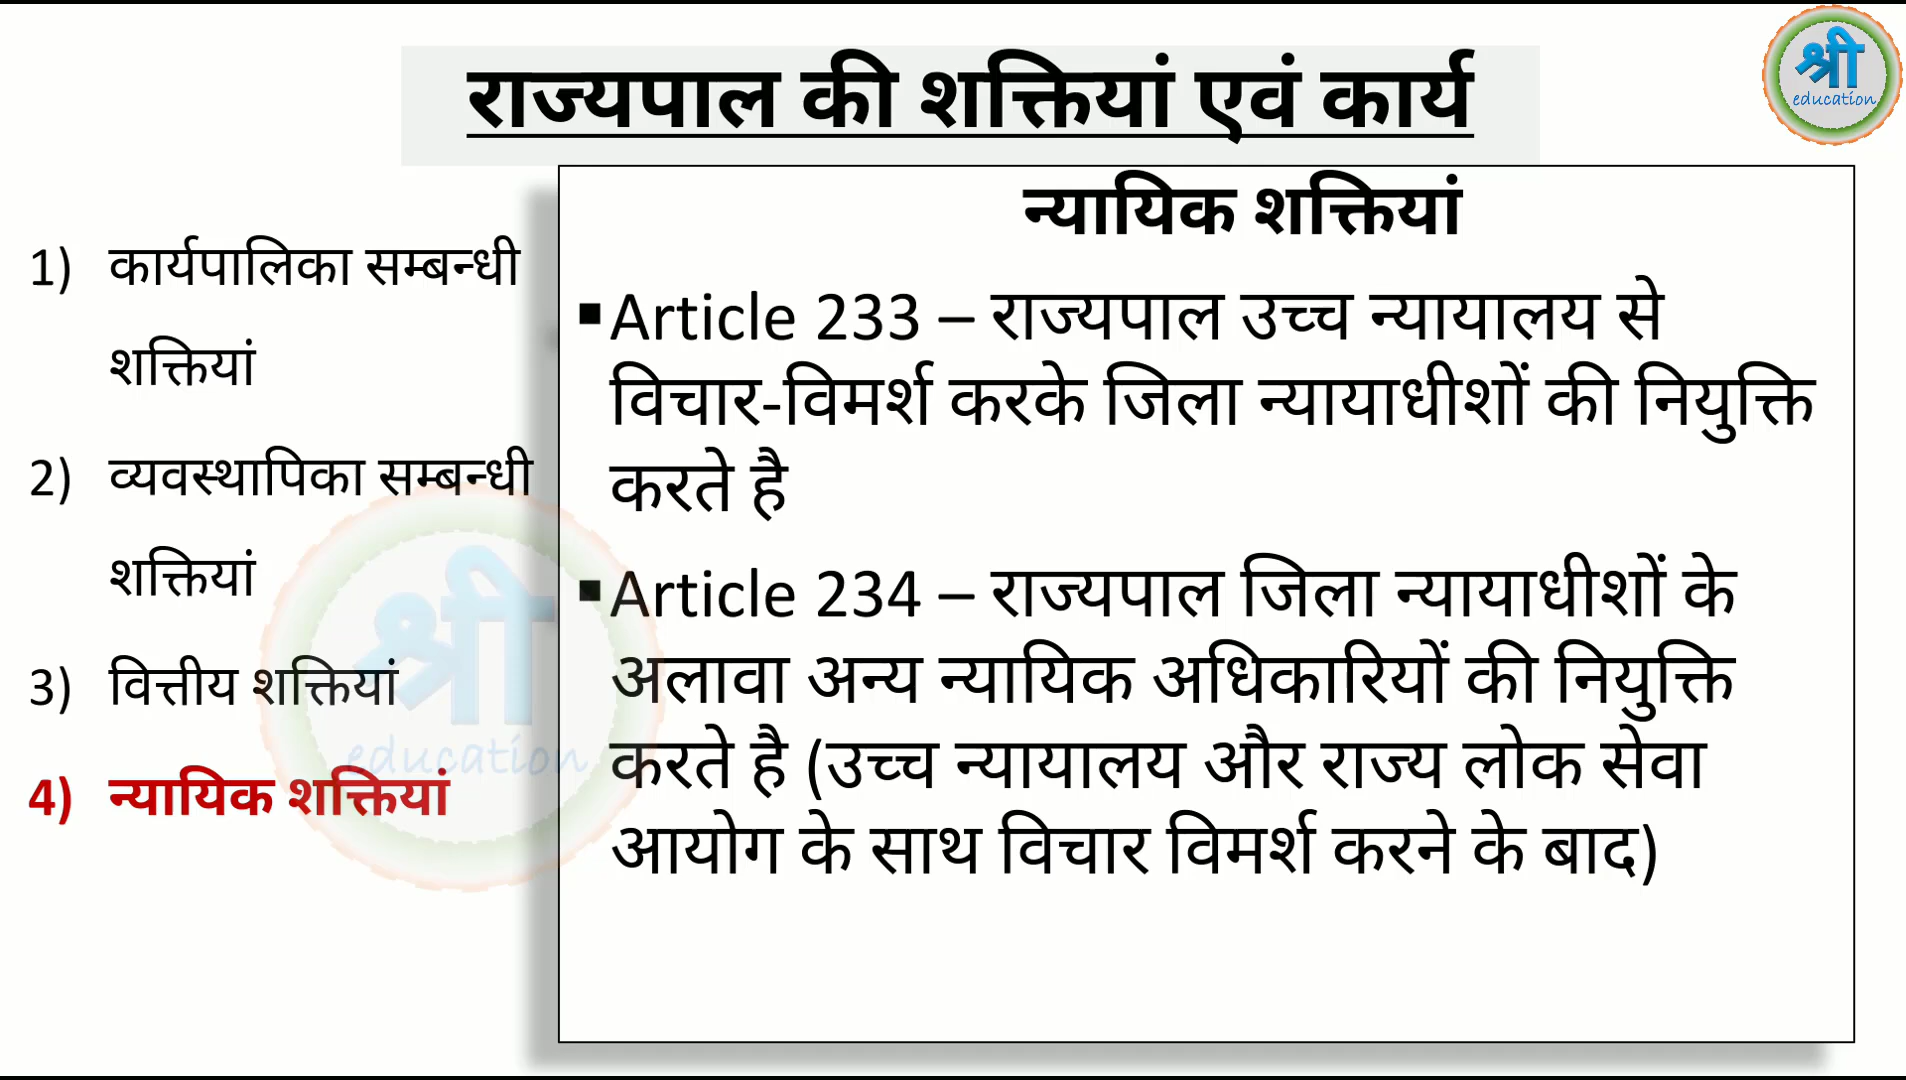 राज्यपाल की शक्तियां एवं कार्य
श्री
education
1) कार्यपालिका सम्बन्धी
शक्तियां
2) व्यवस्थापिका सम्बन्धी
शक्तियां
3) वित्तीय शक्तियां
4) न्यायिक शक्तियां
न्यायिक शक्तियां
▪Article 233 – राज्यपाल उच्च न्यायालय से
विचार-विमर्श करके जिला न्यायाधीशों की नियुक्ति
करते है
▪Article 234 – राज्यपाल जिला न्यायाधीशों के
अलावा अन्य न्यायिक अधिकारियों की नियुक्ति
करते है (उच्च न्यायालय और राज्य लोक सेवा
आयोग के साथ विचार विमर्श करने के बाद)
श्री
education